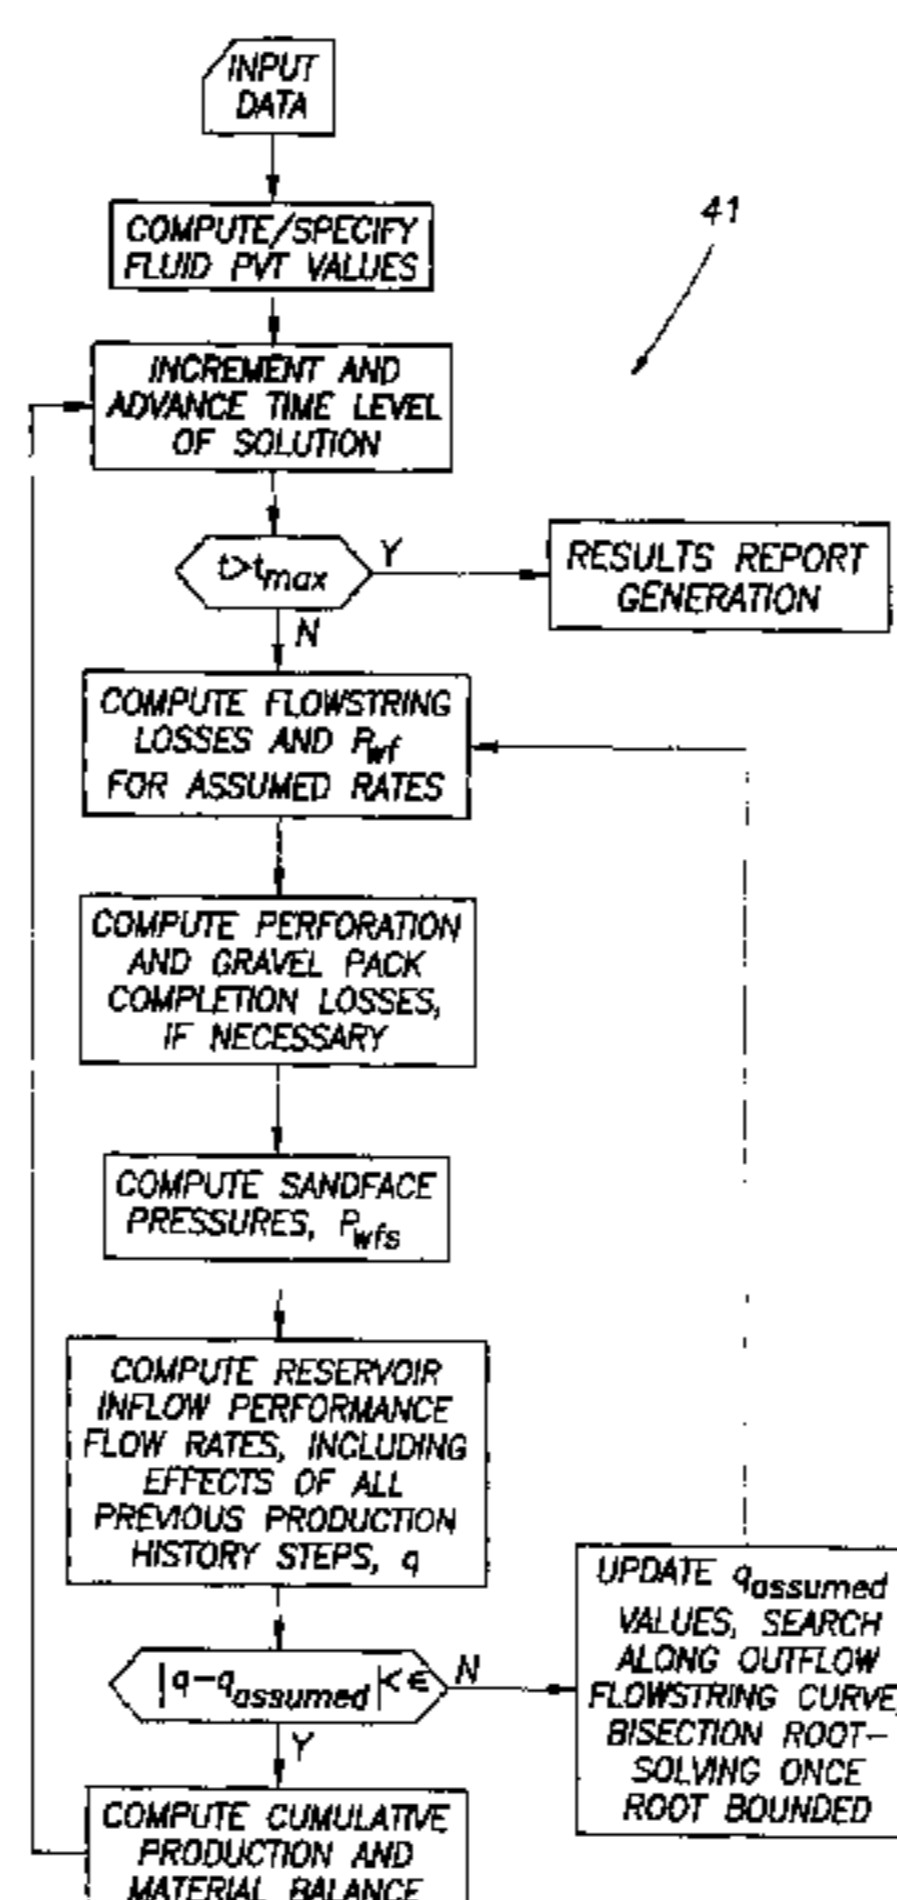 INPUT
DATA
COMPUTE/SPECIFY
FLUID PVT VALUES
41
INCREMENT AND
ADVANCE TIME LEVEL
OF SOLUTION
t>tmax
Y
RESULTS REPORT
GENERATION
N
COMPUTE FLOWSTRING
LOSSES AND Pwf
FOR ASSUMED RATES
COMPUTE PERFORATION
AND GRAVEL PACK
COMPLETION LOSSES,
IF NECESSARY
COMPUTE SANDFACE
PRESSURES, Pwfs
COMPUTE RESERVOIR
INFLOW PERFORMANCE
FLOW RATES, INCLUDING
EFFECTS OF ALL
PREVIOUS PRODUCTION
HISTORY STEPS, q
|q-qassumed|<ϵ
N
UPDATE qassumed
VALUES, SEARCH
ALONG OUTFLOW
FLOWSTRING CURVE,
BISECTION ROOT-
SOLVING ONCE
ROOT BOUNDED
Y
COMPUTE CUMULATIVE
PRODUCTION AND
MATERIAL BALANCE